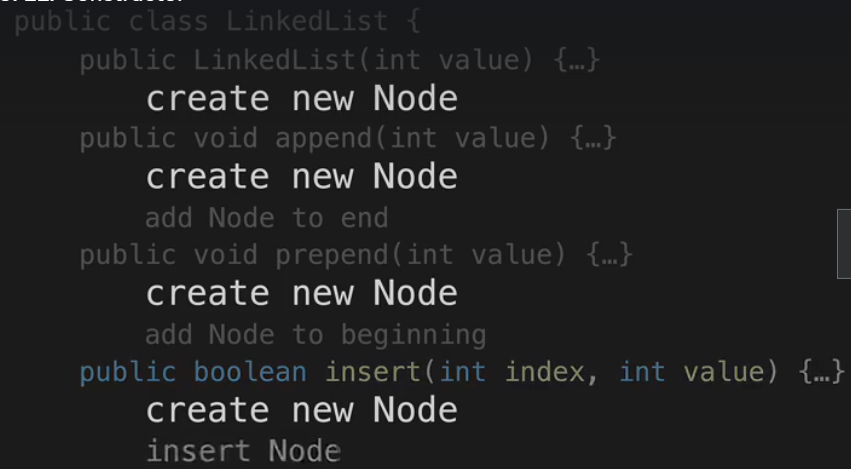 public class LinkedList {
public LinkedList(int value) {…}
create new Node
public void append(int value) {…}
create new Node
add Node to end
public void prepend(int value) {…}
create new Node
add Node to beginning
public boolean insert(int index, int value) {…}
create new Node
insert Node